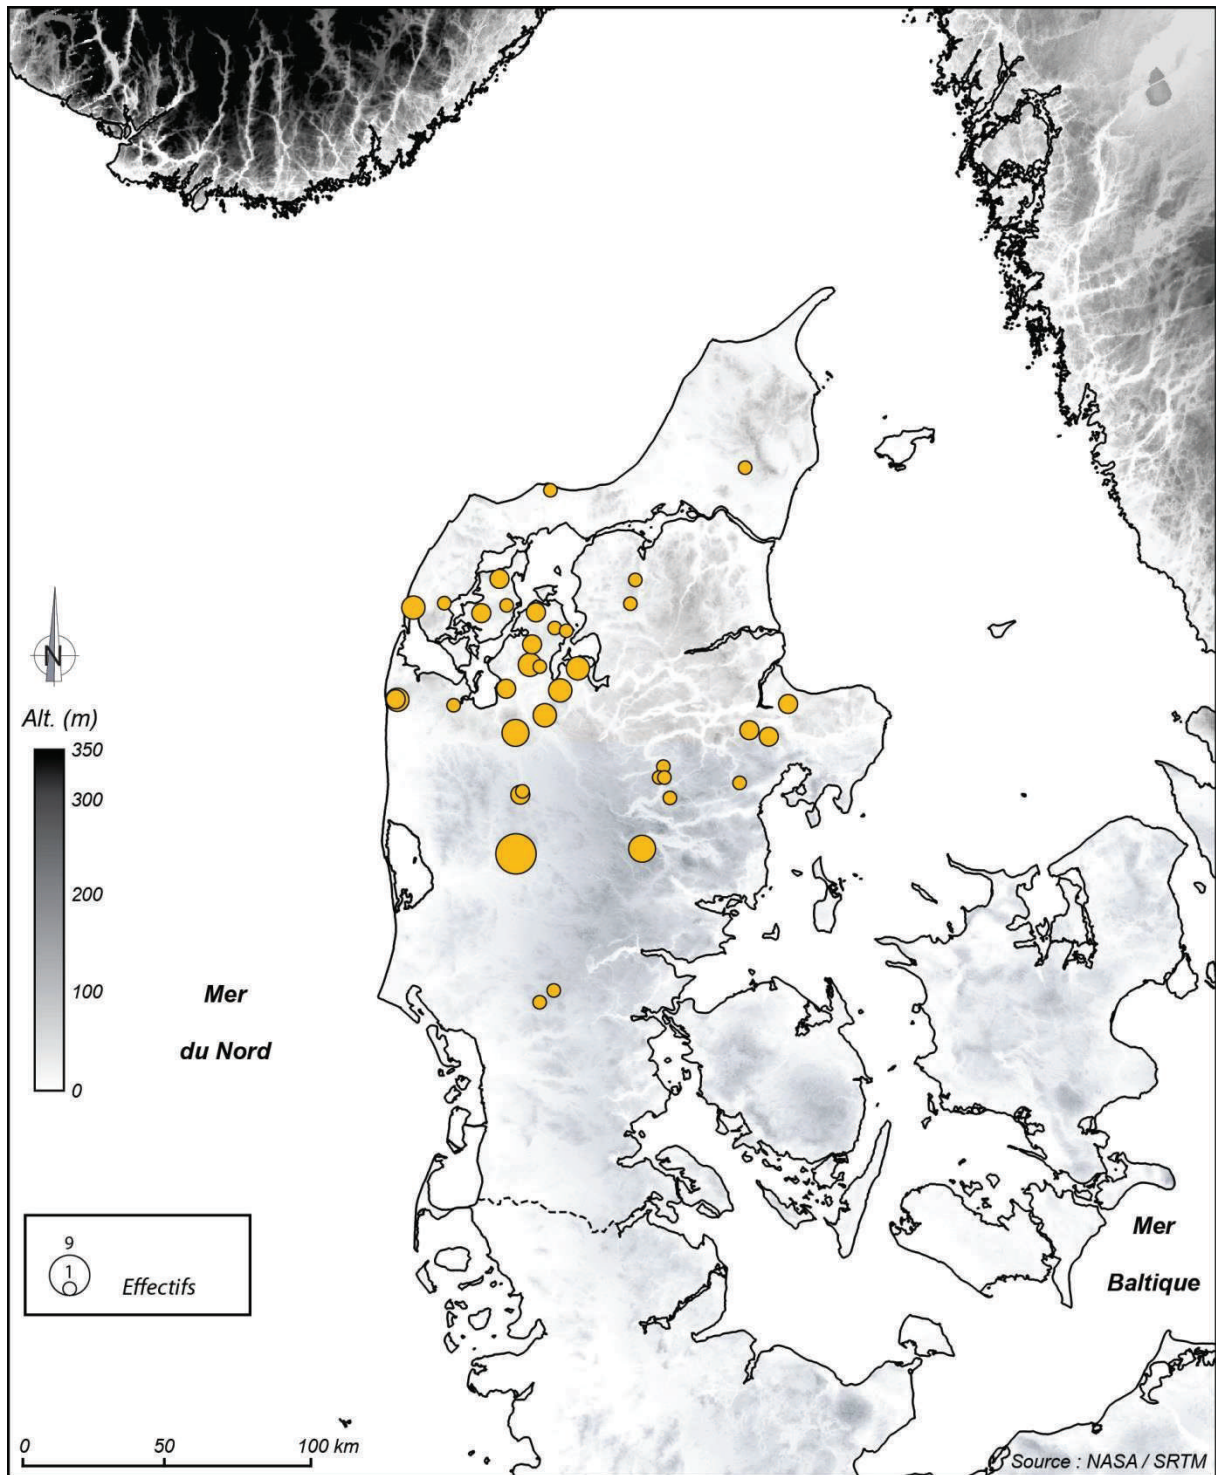 N
Alt. (m)
350
300
200
100
0
Mer
du Nord
9
1
Effectifs
Mer
Baltique
0 50 100 km
Source : NASA / SRTM